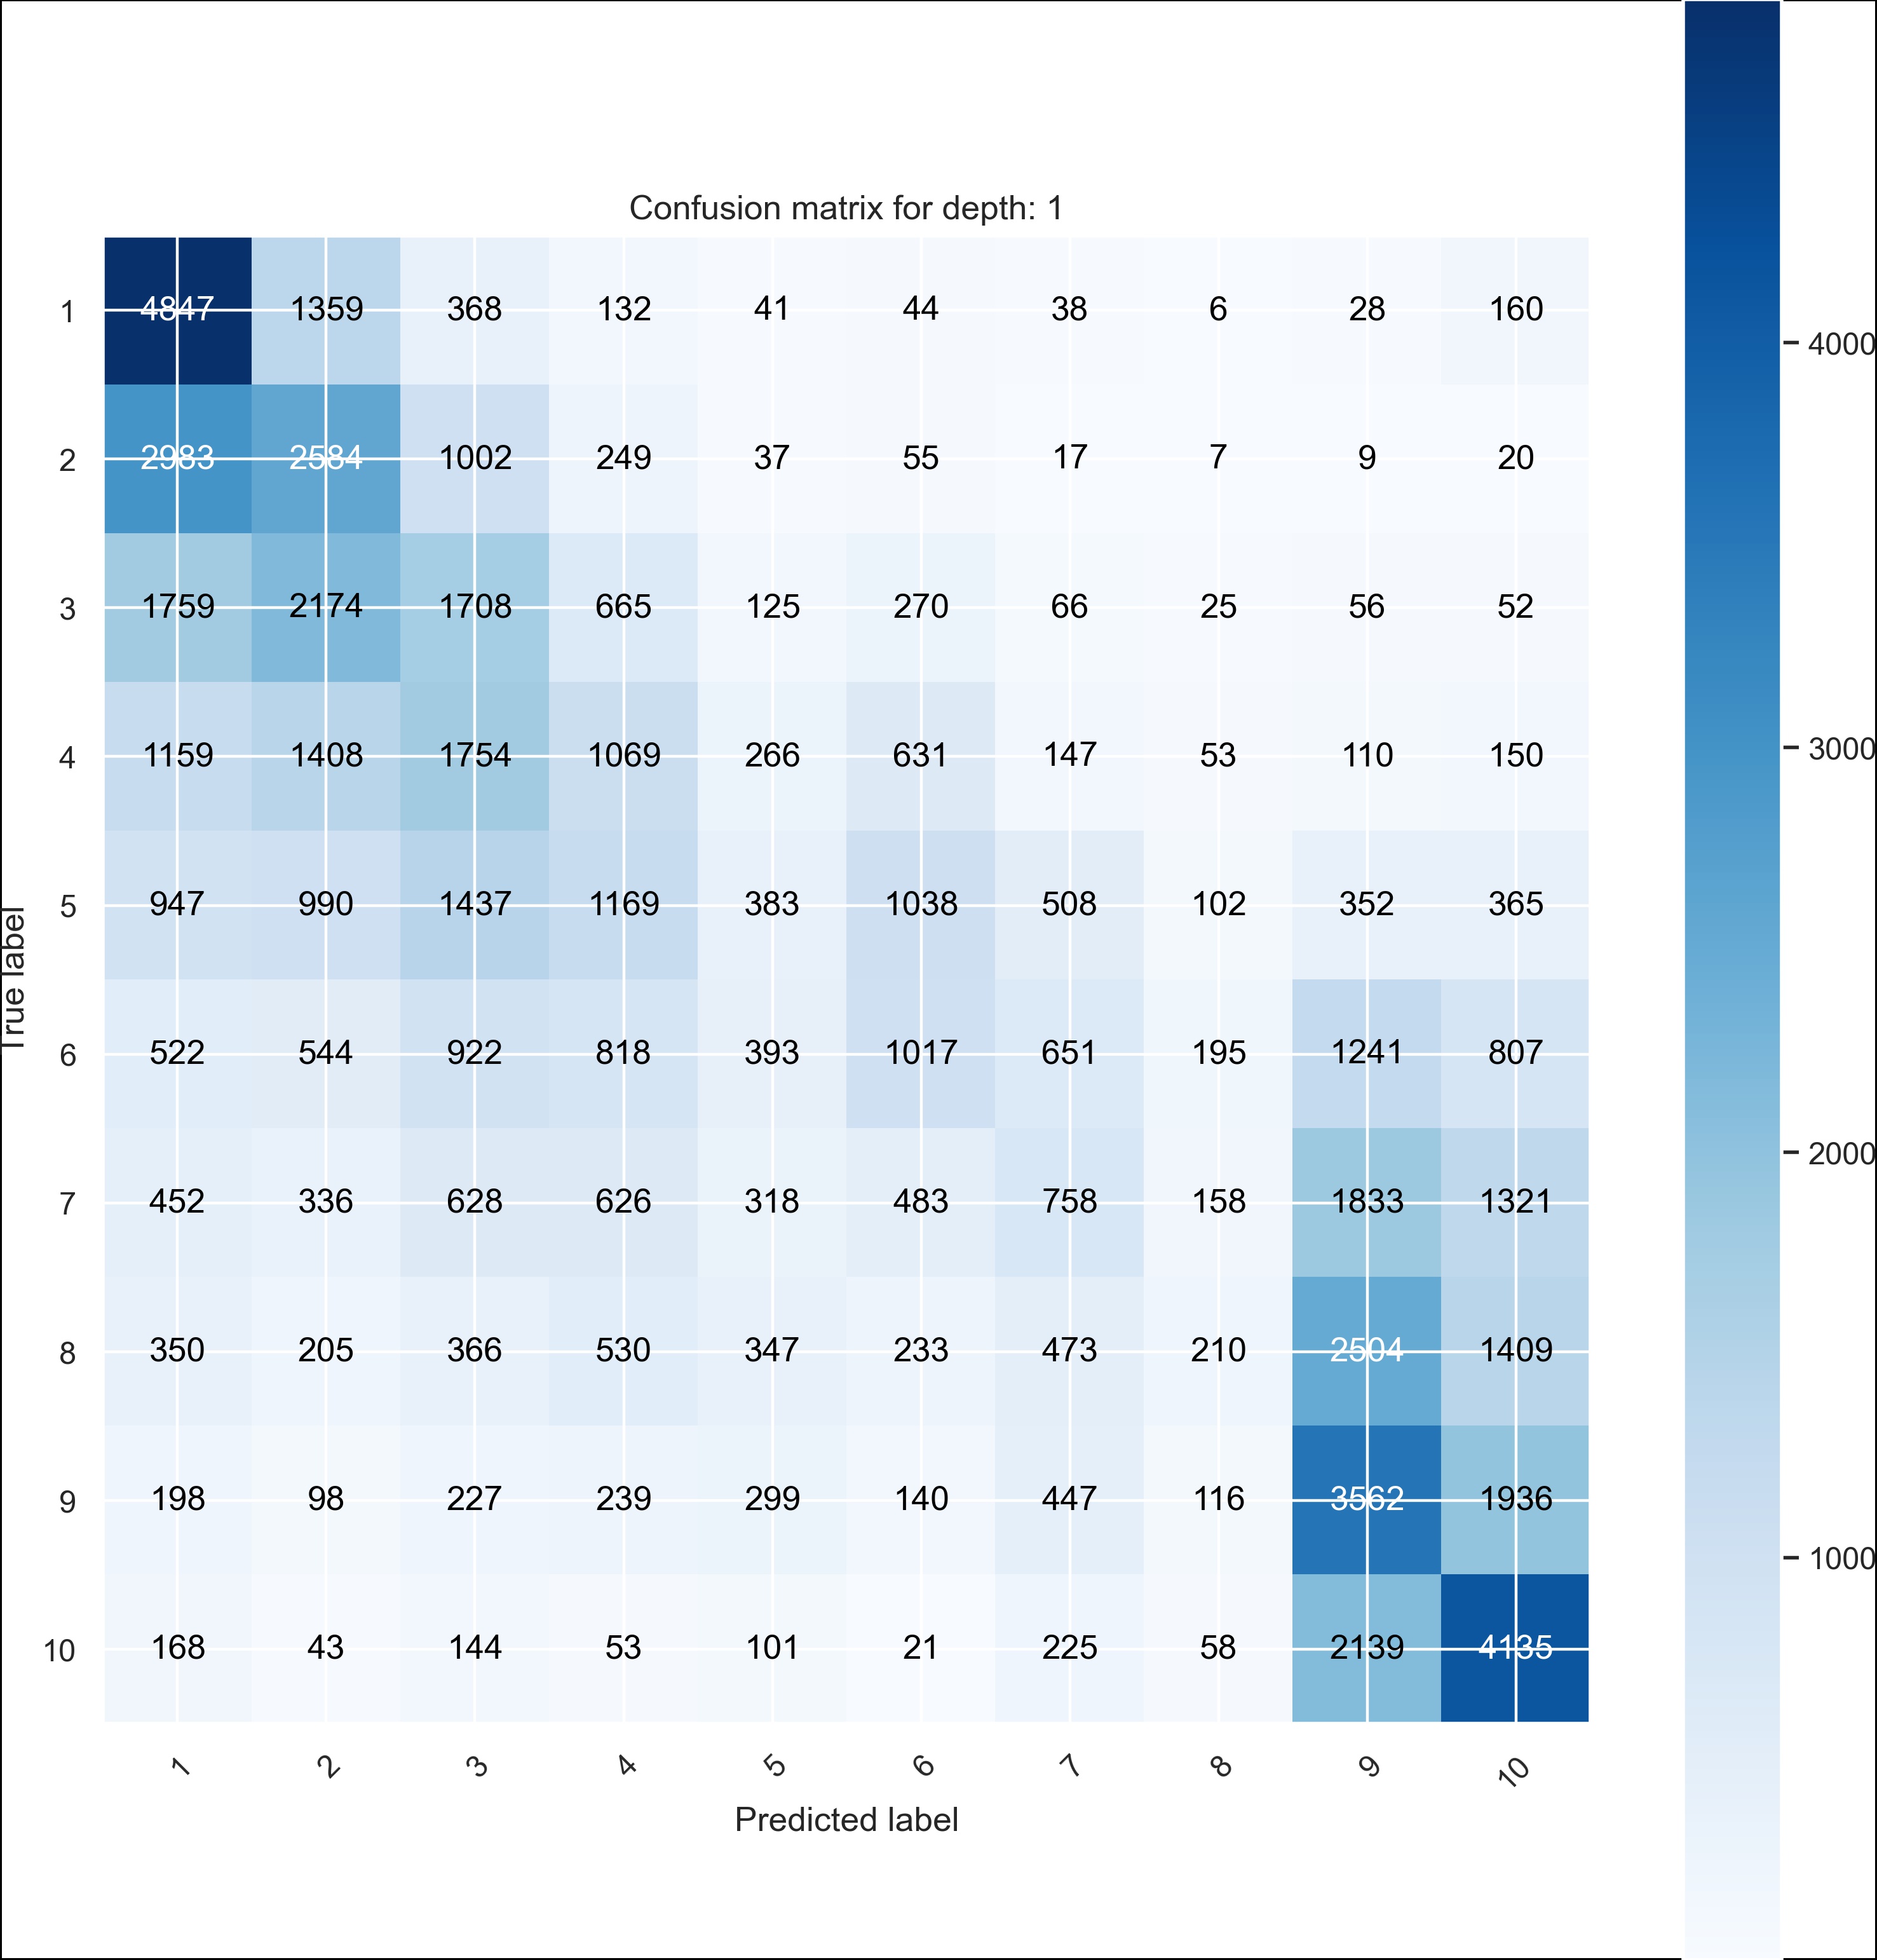 Confusion matrix for depth: 1
1 4847 1359 368 132 41 44 38 6 28 160
2 2983 2584 1002 249 37 55 17 7 9 20
3 1759 2174 1708 665 125 270 66 25 56 52
4 1159 1408 1754 1069 266 631 147 53 110 150
5 947 990 1437 1169 383 1038 508 102 352 365
6 522 544 922 818 393 1017 651 195 1241 807
7 452 336 628 626 318 483 758 158 1833 1321
8 350 205 366 530 347 233 473 210 2504 1409
9 198 98 227 239 299 140 447 116 3562 1936
10 168 43 144 53 101 21 225 58 2139 4135
1 2 3 4 5 6 7 8 9 10
Predicted label
True label
4000
3000
2000
1000